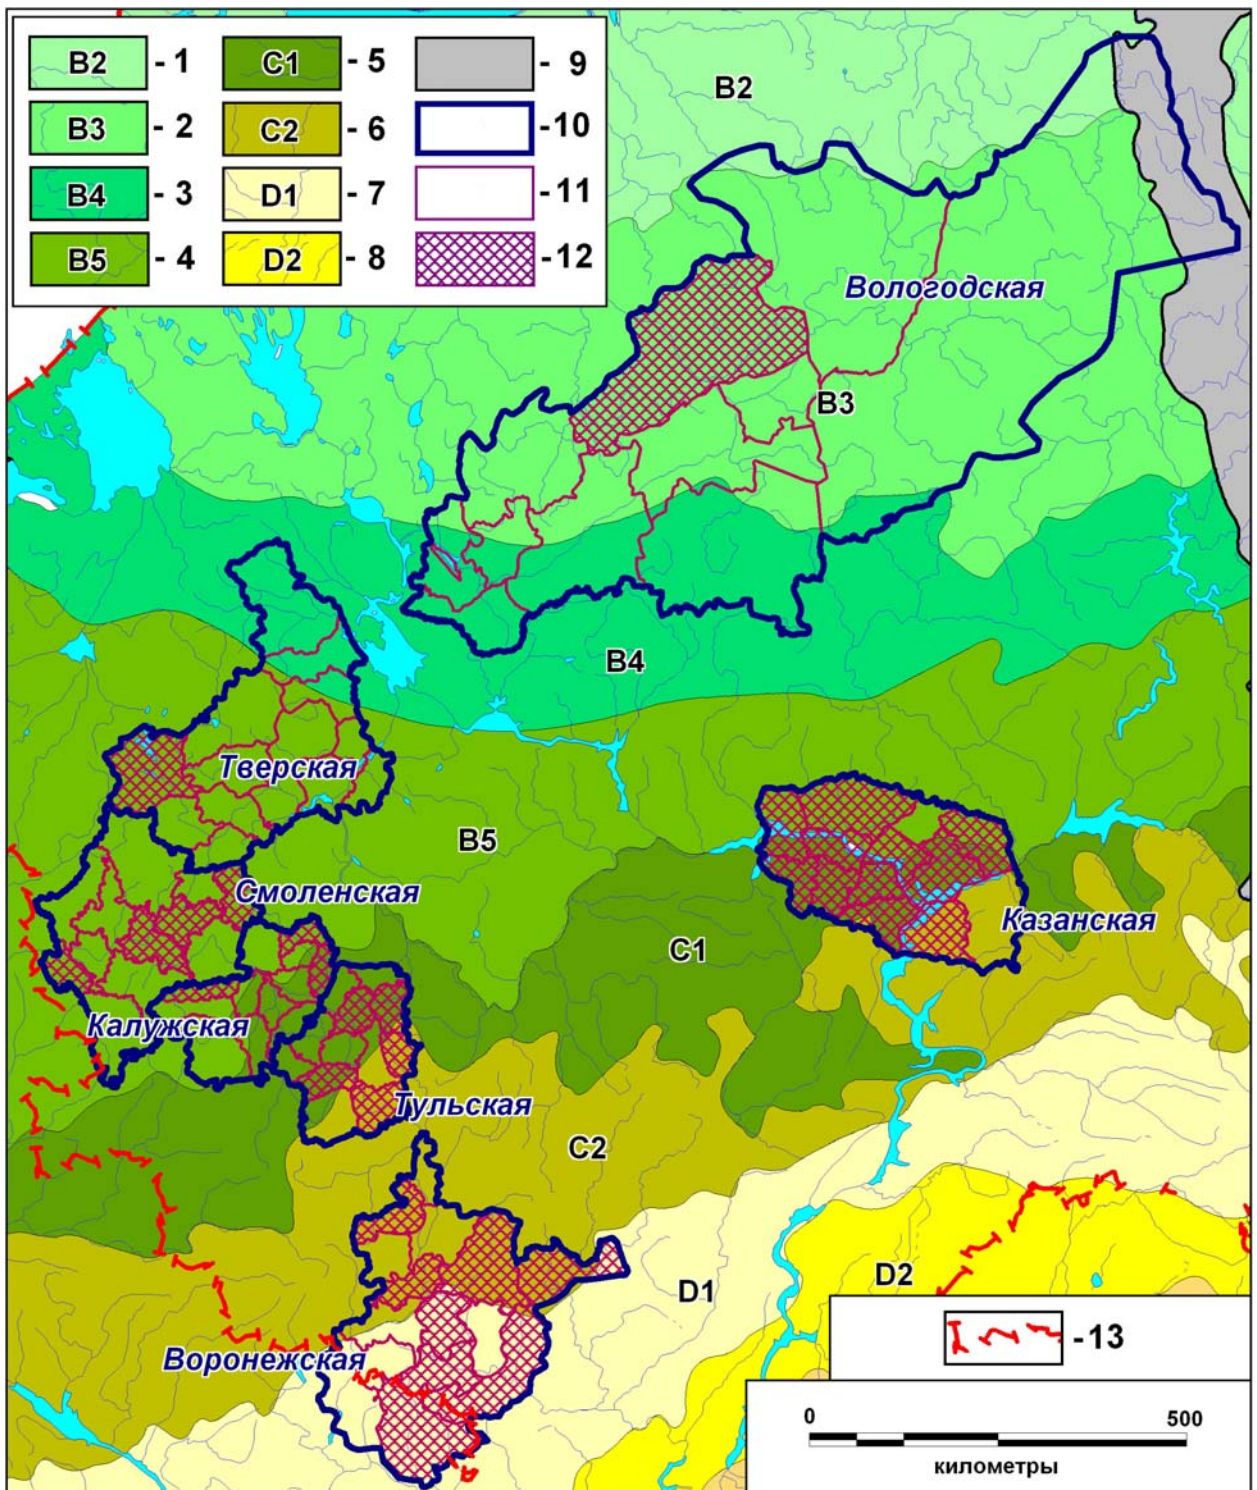 B2 - 1
B3 - 2
B4 - 3
B5 - 4
C1 - 5
C2 - 6
D1 - 7
D2 - 8
- 9
-10
-11
-12
B2
Вологодская
B3
B4
Тверская
B5
Смоленская
Казанская
C1
Калужская
Тульская
C2
D2
D1
-13
Воронежская
0 500
километры